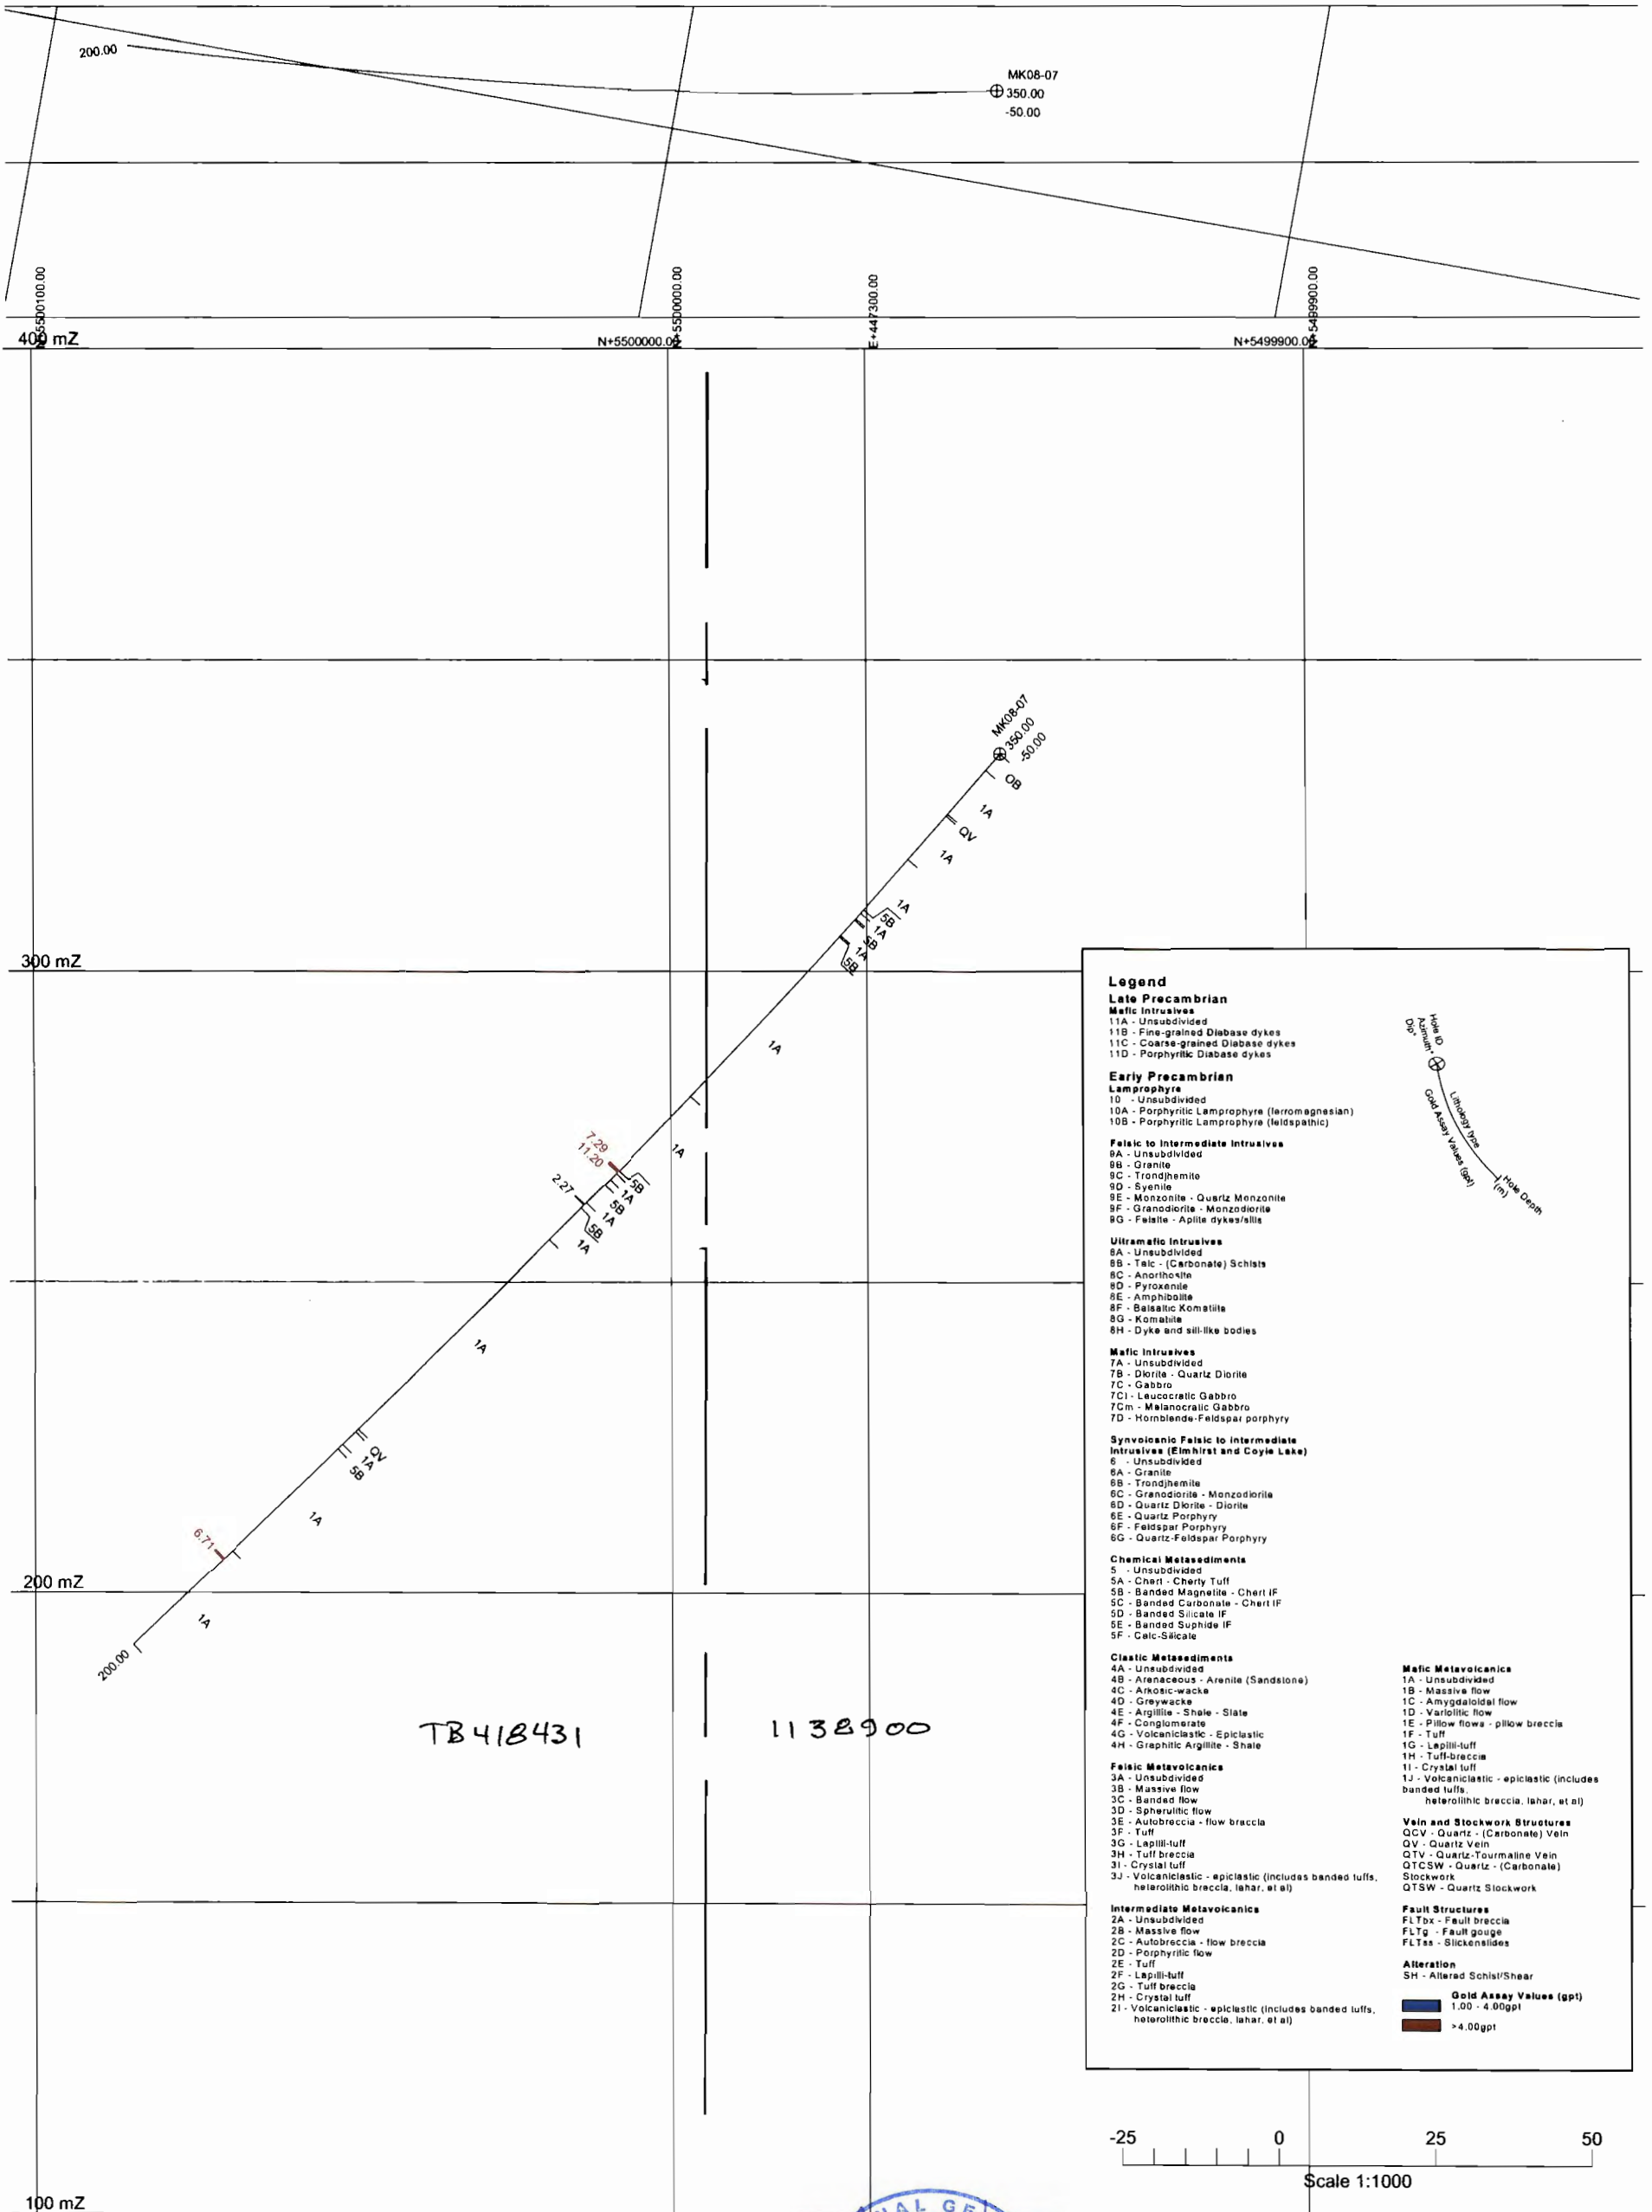 200.00
MK08-07
350.00
-50.00
5500100.00
N+5500000.00
E+447300.00
5499900.00
400 mZ
N+5500000.0
N+5499900.0
MK08-07
350.00
-50.00
OB
1A
QV
1A
1A
5B
1A
5B
1A
5B
300 mZ
1A
1A
7.29
11.20
5B
1A
2.27
5B
1A
5B
1A
1A
QV
1A
5B
1A
6.71
200 mZ
1A
200.00
TB418431
1138900
100 mZ
Legend
Late Precambrian
Mafic Intrusives
11A - Unsubdivided
11B - Fine-grained Diabase dykes
11C - Coarse-grained Diabase dykes
11D - Porphyritic Diabase dykes
Early Precambrian
Lamprophyre
10 - Unsubdivided
10A - Porphyritic Lamprophyre (ferromagnesian)
10B - Porphyritic Lamprophyre (feldspathic)
Felsic to Intermediate Intrusives
9A - Unsubdivided
9B - Granite
9C - Trondjhemite
9D - Syenite
9E - Monzonite - Quartz Monzonite
9F - Granodiorite - Monzodiorite
9G - Felsite - Aplite dykes/sills
Ultramafic Intrusives
8A - Unsubdivided
8B - Talc - (Carbonate) Schists
8C - Anorthosite
8D - Pyroxenite
8E - Amphibolite
8F - Balsaltic Komatiite
8G - Komatiite
8H - Dyke and sill-like bodies
Mafic Intrusives
7A - Unsubdivided
7B - Diorite - Quartz Diorite
7C - Gabbro
7Cl - Leucocratic Gabbro
7Cm - Melanocratic Gabbro
7D - Hornblende-Feldspar porphyry
Synvolcanic Felsic to Intermediate
Intrusives (Elmhirst and Coyle Lake)
6 - Unsubdivided
6A - Granite
6B - Trondjhemite
6C - Granodiorite - Monzodiorite
6D - Quartz Diorite - Diorite
6E - Quartz Porphyry
6F - Feldspar Porphyry
6G - Quartz-Feldspar Porphyry
Chemical Metasediments
5 - Unsubdivided
5A - Chert - Cherty Tuff
5B - Banded Magnetite - Chert IF
5C - Banded Carbonate - Chert IF
5D - Banded Silicate IF
5E - Banded Suphide IF
5F - Calc-Silicate
Clastic Metasediments
4A - Unsubdivided
4B - Arenaceous - Arenite (Sandstone)
4C - Arkosic-wacke
4D - Greywacke
4E - Argillite - Shale - Slate
4F - Conglomerate
4G - Volcaniclastic - Epiclastic
4H - Graphitic Argillite - Shale
Felsic Metavolcanics
3A - Unsubdivided
3B - Massive flow
3C - Banded flow
3D - Spherulitic flow
3E - Autobreccia - flow breccia
3F - Tuff
3G - Lapilli-tuff
3H - Tuff breccia
3I - Crystal tuff
3J - Volcaniclastic - epiclastic (includes banded tuffs,
heterolithic breccia, lahar, et al)
Intermediate Metavolcanics
2A - Unsubdivided
2B - Massive flow
2C - Autobreccia - flow breccia
2D - Porphyritic flow
2E - Tuff
2F - Lapilli-tuff
2G - Tuff breccia
2H - Crystal tuff
2I - Volcaniclastic - epiclastic (includes banded tuffs,
heterolithic breccia, lahar, et al)
Hole ID
Azimuth°
Dip°
Lithology type
Gold Assay Values (gpt)
Hole Depth
(m)
Mafic Metavolcanics
1A - Unsubdivided
1B - Massive flow
1C - Amygdaloidal flow
1D - Variolitic flow
1E - Pillow flows - pillow breccia
1F - Tuff
1G - Lapilli-tuff
1H - Tuff-breccia
1I - Crystal tuff
1J - Volcaniclastic - epiclastic (includes
banded tuffs,
heterolithic breccia, lahar, et al)
Vein and Stockwork Structures
QCV - Quartz - (Carbonate) Vein
QV - Quartz Vein
QTV - Quartz-Tourmaline Vein
QTCSW - Quartz - (Carbonate)
Stockwork
QTSW - Quartz Stockwork
Fault Structures
FLTbx - Fault breccia
FLTg - Fault gouge
FLTss - Slickenslides
Alteration
SH - Altered Schist/Shear
Gold Assay Values (gpt)
1.00 - 4.00gpt
>4.00gpt
-25 0 25 50
Scale 1:1000